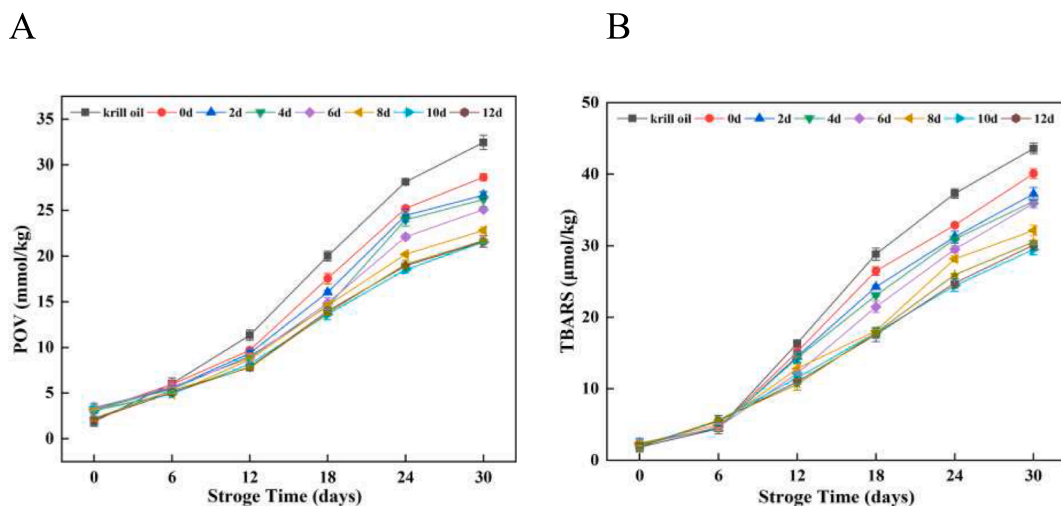 A
B
krill oil 0d 2d 4d 6d 8d 10d 12d
35
30
25
20
15
10
5
0
POV (mmol/kg)
0 6 12 18 24 30
Stroge Time (days)
krill oil 0d 2d 4d 6d 8d 10d 12d
50
40
30
20
10
0
TBARS (μmol/kg)
0 6 12 18 24 30
Stroge Time (days)